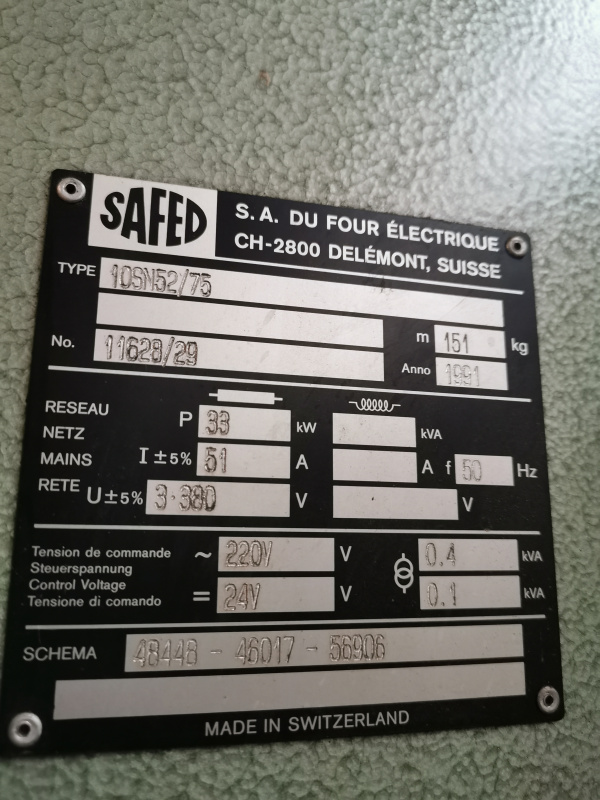 SAFED
S.A. DU FOUR ÉLECTRIQUE
CH-2800 DELÉMONT, SUISSE
TYPE 10SN52/75
No. 11628/29
m 151 kg
Anno 1991
RESEAU
NETZ
MAINS
RETE
P 33 kW kVA
I ± 5% 51 A A f 50 Hz
U ± 5% 3·380 V V
Tension de commande
Steuerspannung
Control Voltage
Tensione di comando
~ 220V V 0.4 kVA
= 24V V 0.1 kVA
SCHEMA 48448 - 46017 - 56906
MADE IN SWITZERLAND